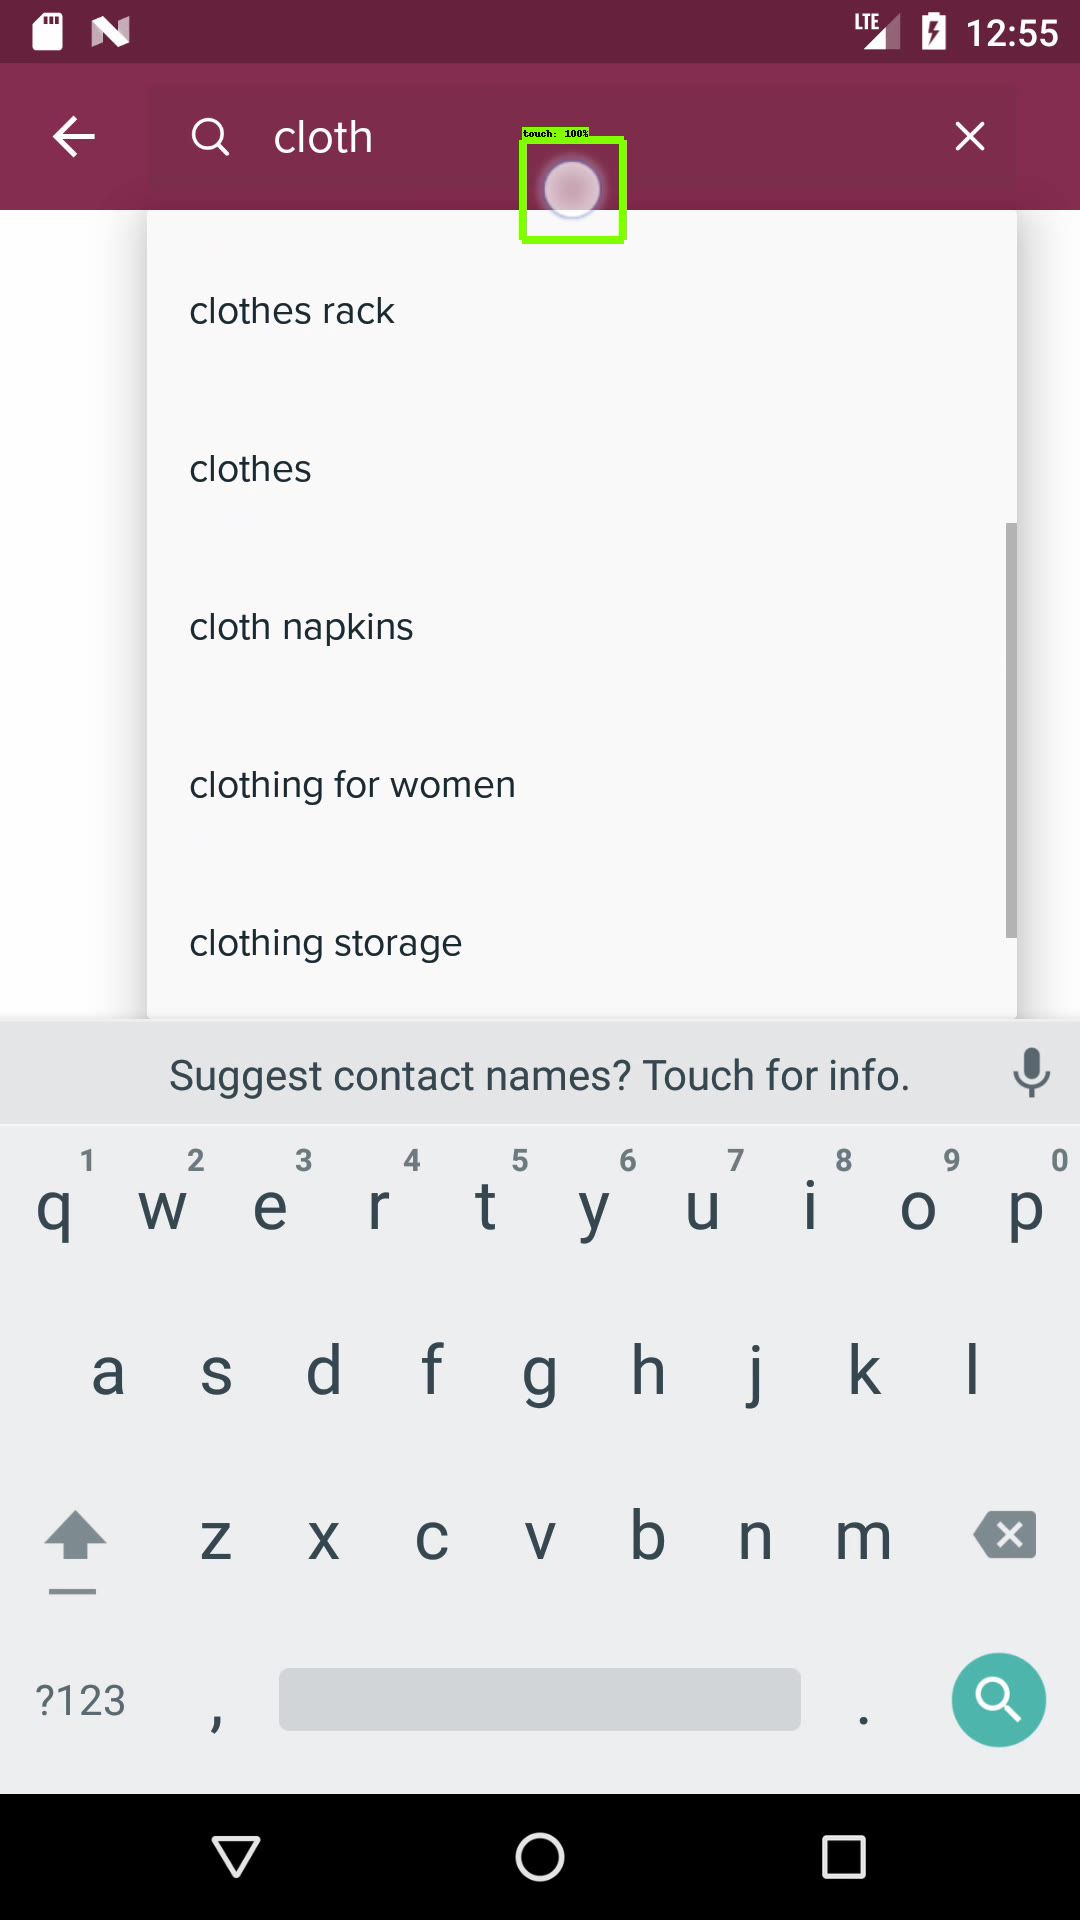 LTE 12:55
cloth
touch: 100%
clothes rack
clothes
cloth napkins
clothing for women
clothing storage
Suggest contact names? Touch for info.
1 2 3 4 5 6 7 8 9 0
q w e r t y u i o p
a s d f g h j k l
z x c v b n m
?123 , .